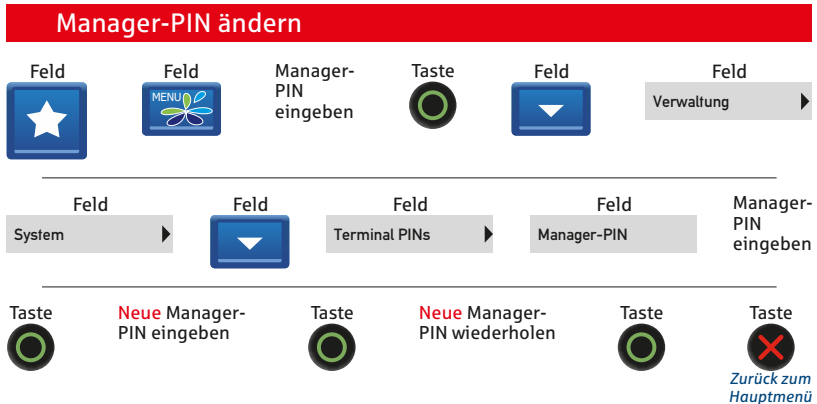 Manager-PIN ändern
Feld
MENU
Feld
Manager-
PIN
eingeben
Taste
Feld
Feld
Verwaltung
Feld
System
Feld
Feld
Terminal PINs
Feld
Manager-PIN
Manager-
PIN
eingeben
Taste
Neue Manager-
PIN eingeben
Taste
Neue Manager-
PIN wiederholen
Taste
Taste
Zurück zum
Hauptmenü